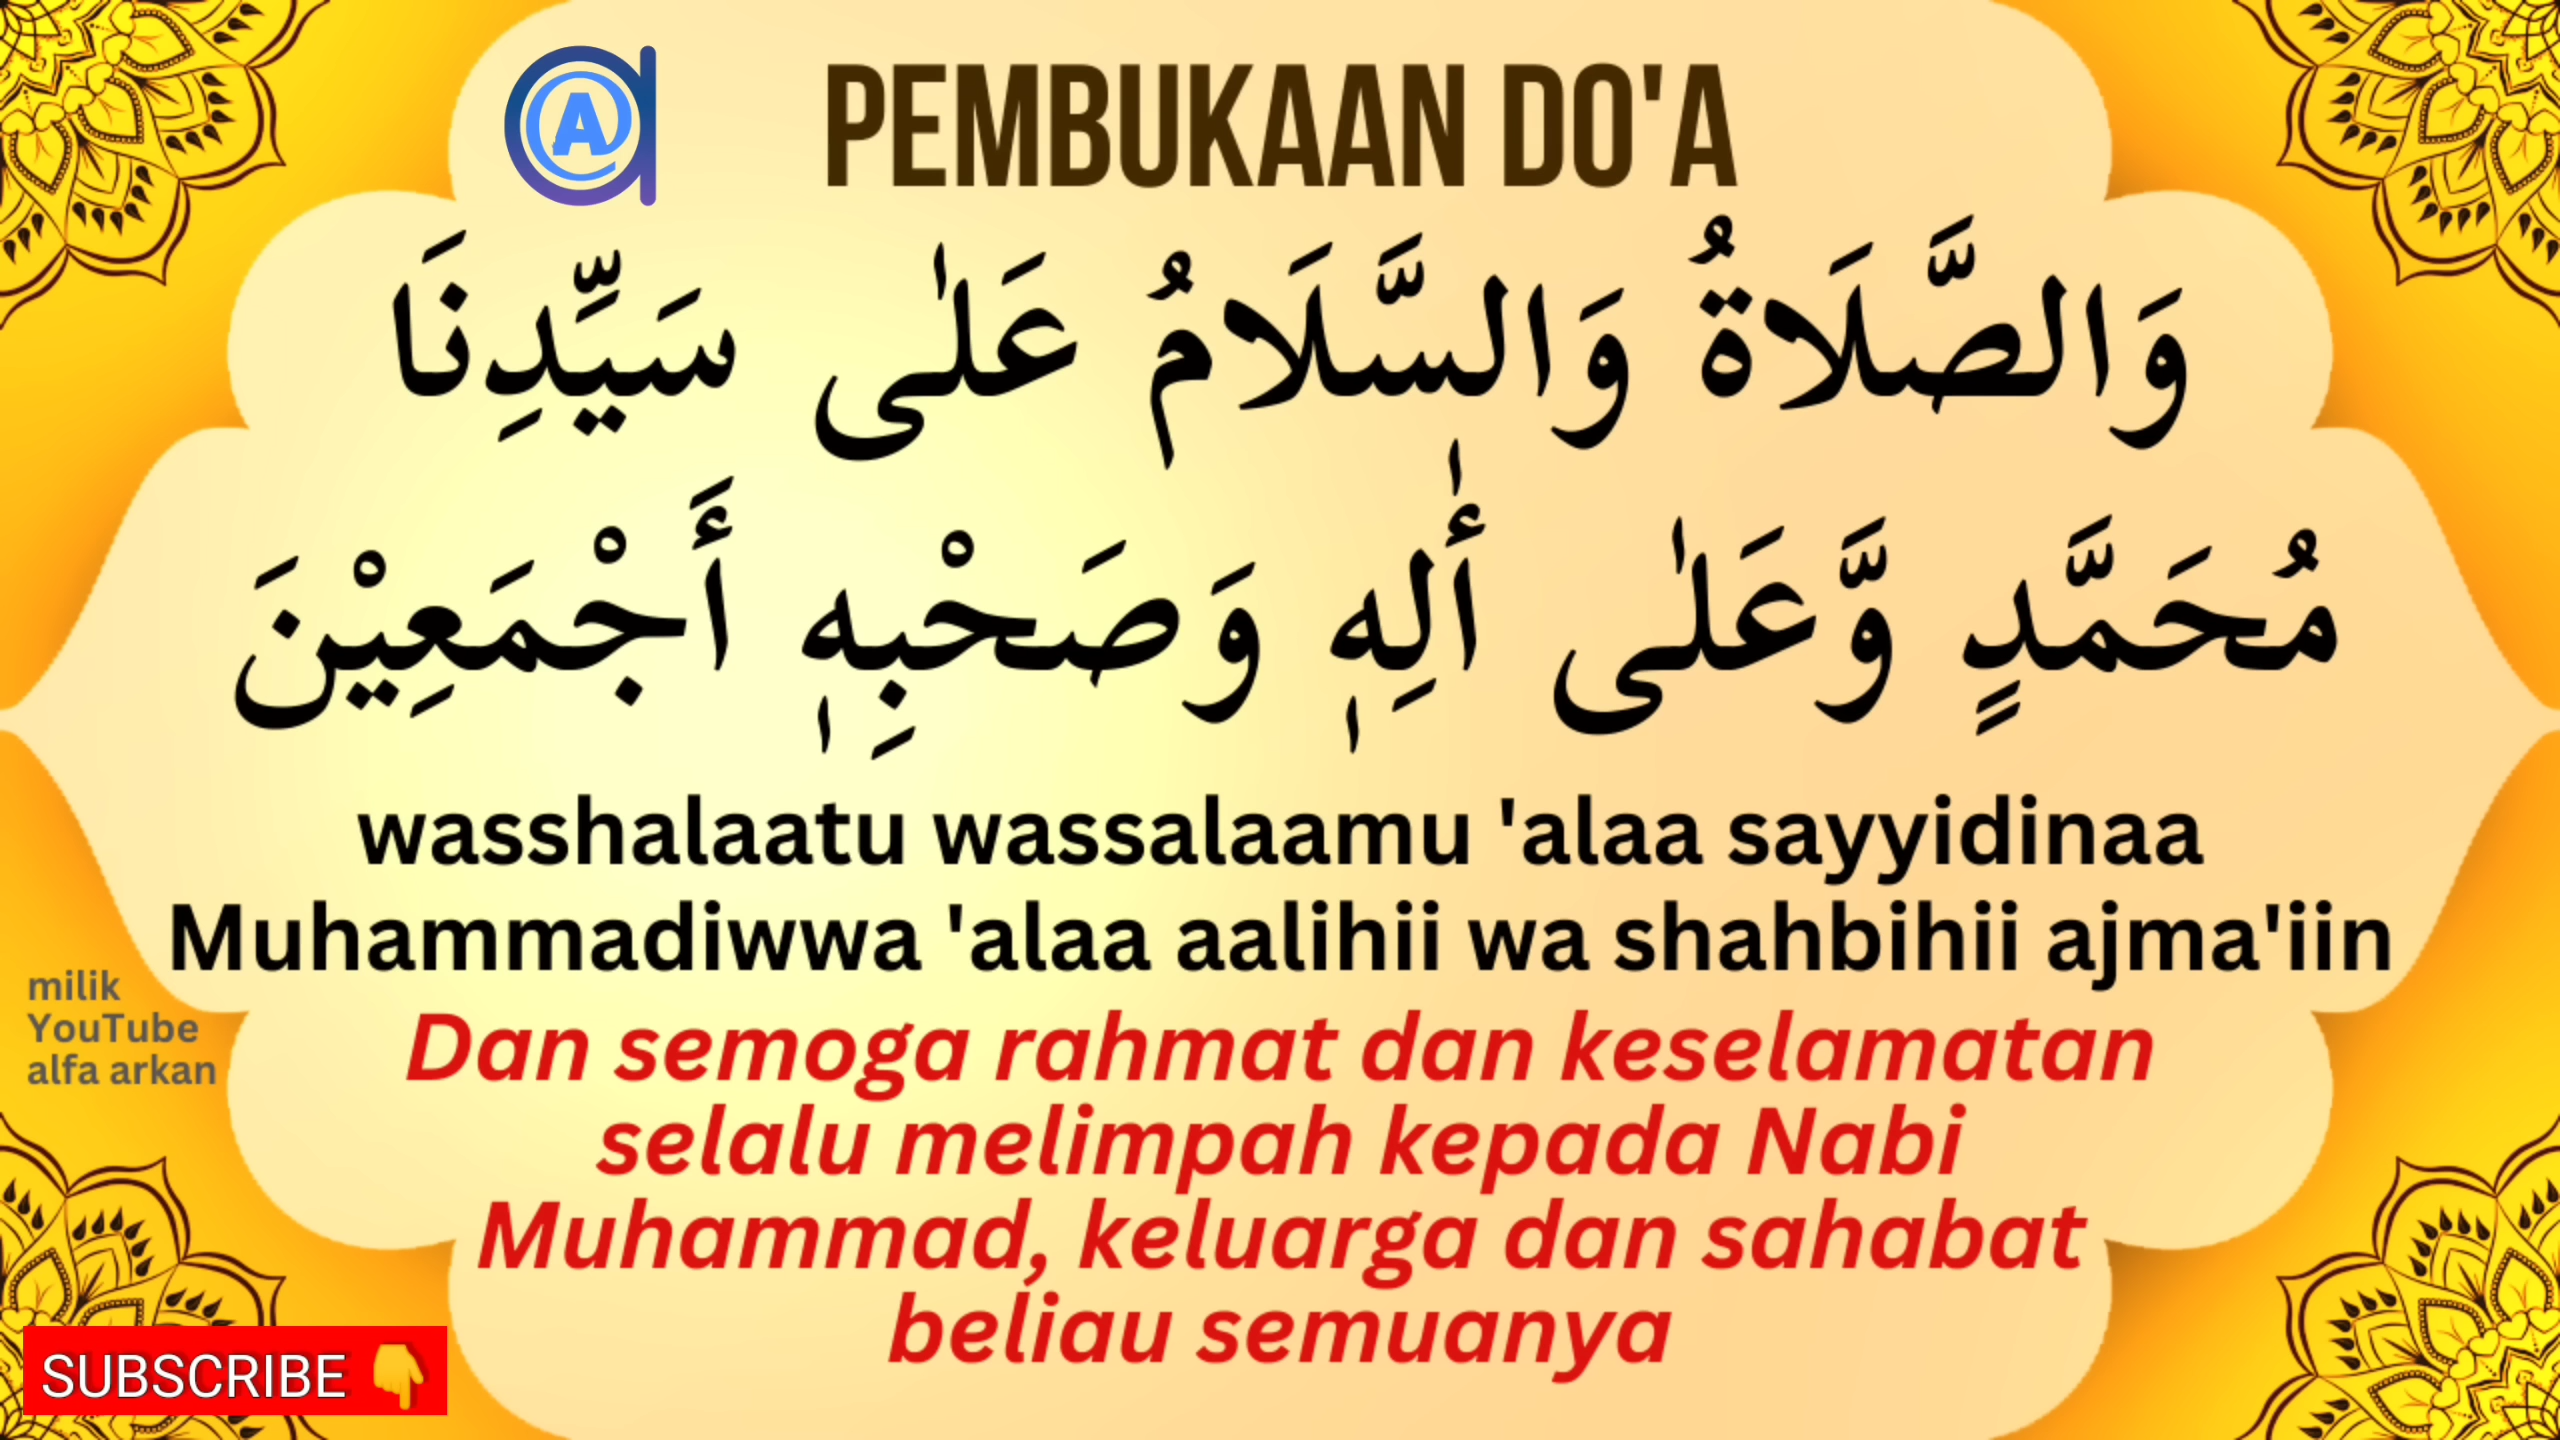 A
PEMBUKAAN DO'A
وَالصَّلَاةُ وَالسَّلَامُ عَلٰى سَيِّدِنَا
مُحَمَّدٍ وَّعَلٰى أٰلِهٖ وَصَحْبِهٖ أَجْمَعِيْنَ
wasshalaatu wassalaamu 'alaa sayyidinaa
Muhammadiwwa 'alaa aalihii wa shahbihii ajma'iin
Dan semoga rahmat dan keselamatan
selalu melimpah kepada Nabi
Muhammad, keluarga dan sahabat
beliau semuanya
milik
YouTube
alfa arkan
SUBSCRIBE 👇